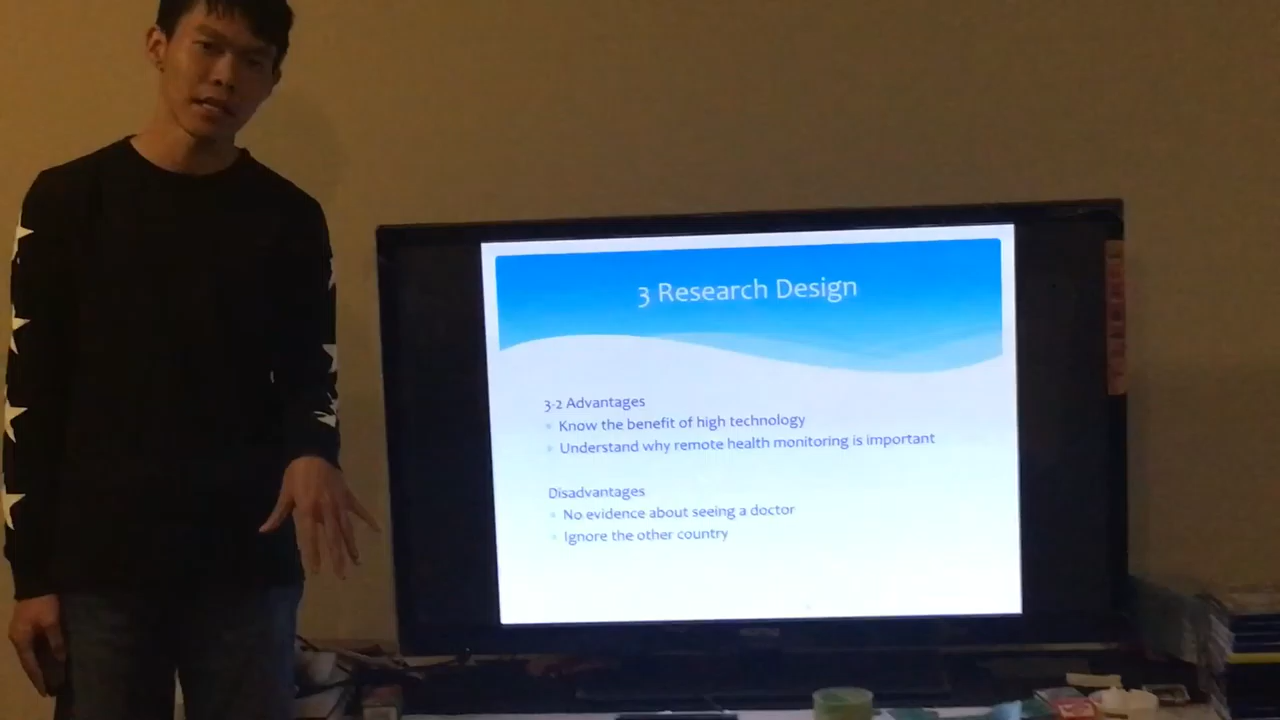 3 Research Design
3-2 Advantages
Know the benefit of high technology
Understand why remote health monitoring is important
Disadvantages
No evidence about seeing a doctor
Ignore the other country